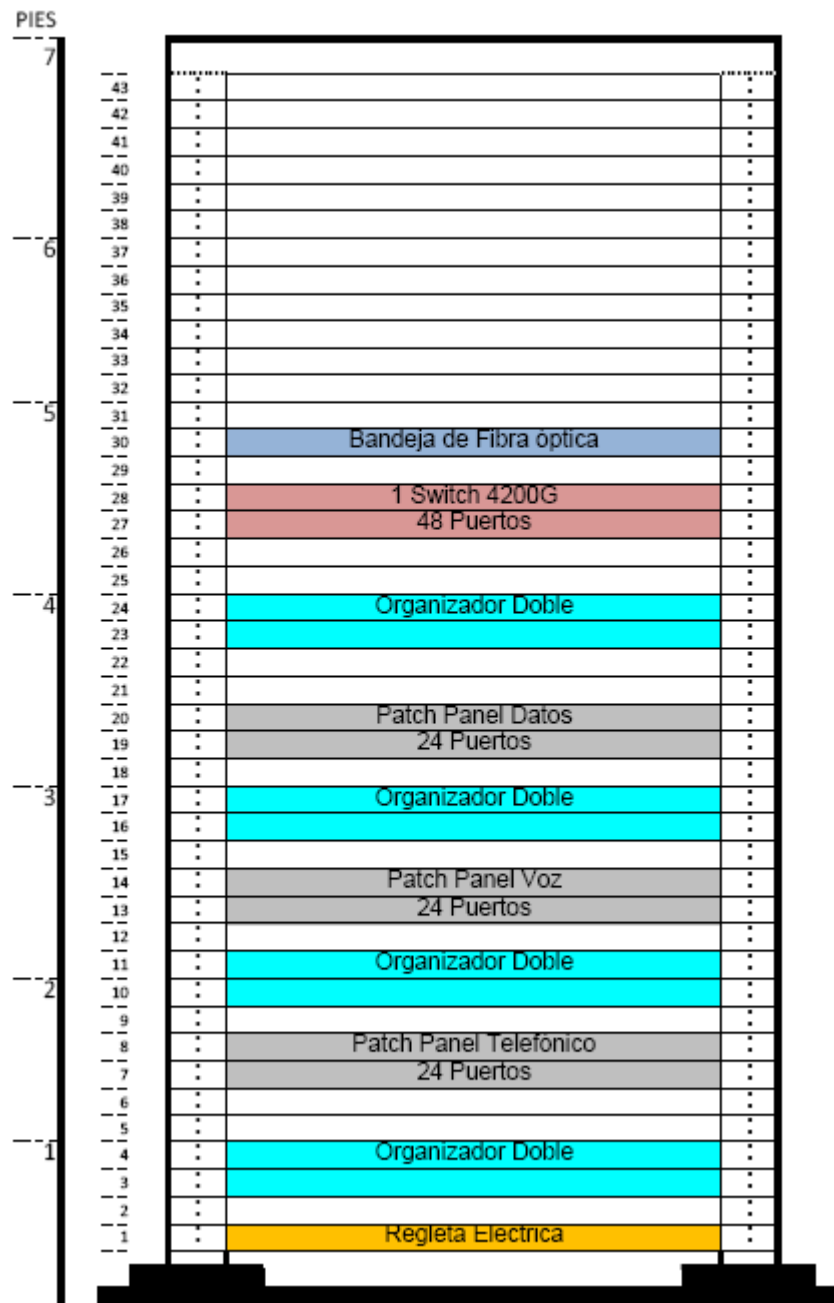 PIES
7
43
42
41
40
39
38
6
37
36
35
34
33
32
5
31
30 Bandeja de Fibra óptica
29
28 1 Switch 4200G
27 48 Puertos
26
25
4
24 Organizador Doble
23
22
21
20 Patch Panel Datos
19 24 Puertos
18
3
17 Organizador Doble
16
15
14 Patch Panel Voz
13 24 Puertos
12
11 Organizador Doble
2
10
9
8 Patch Panel Telefónico
7 24 Puertos
6
5
1
4 Organizador Doble
3
2
1 Regleta Electrica